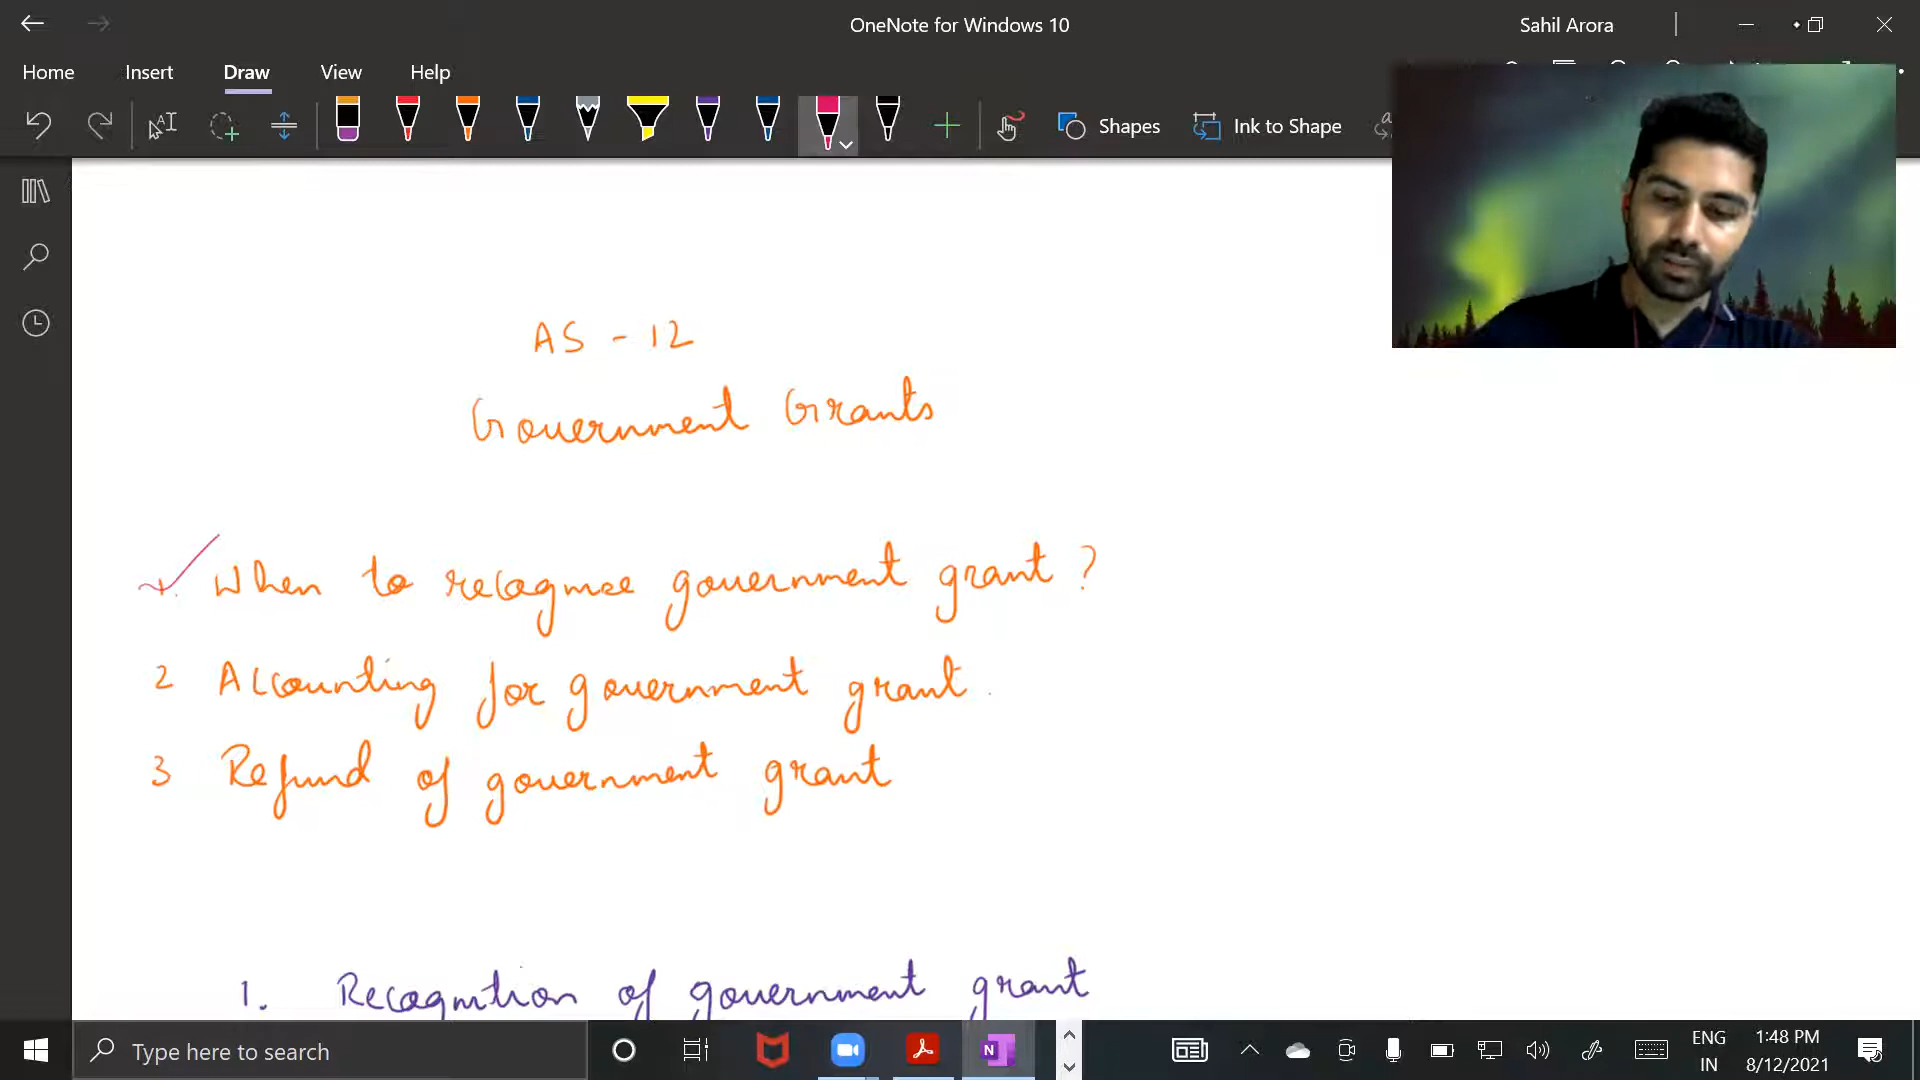 OneNote for Windows 10
Sahil Arora
Home Insert Draw View Help
Shapes Ink to Shape
AS - 12
Government Grants
1. When to recognise government grant ?
2 Accounting for government grant.
3 Refund of government grant
1. Recognition of government grant
Type here to search
ENG 1:48 PM
IN 8/12/2021